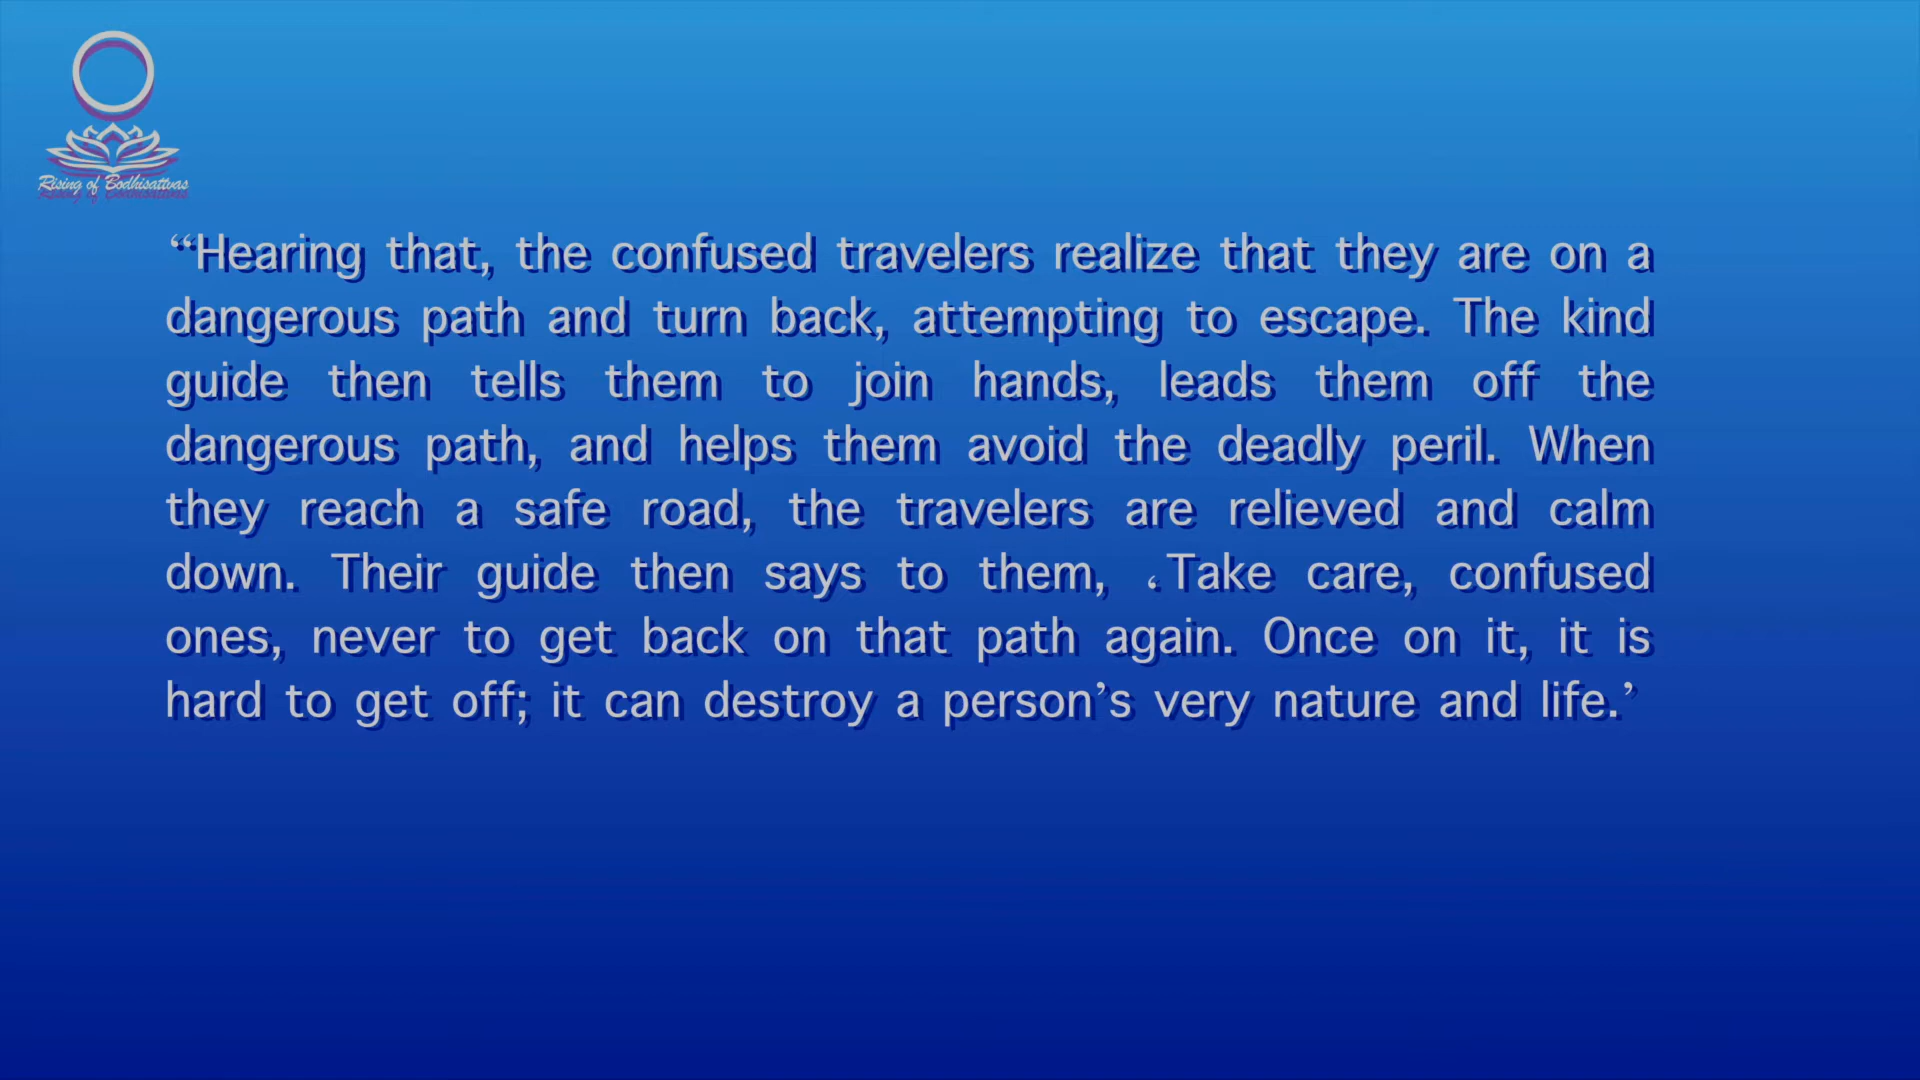 Rising of Bodhisattvas
“Hearing that, the confused travelers realize that they are on a
dangerous path and turn back, attempting to escape. The kind
guide then tells them to join hands, leads them off the
dangerous path, and helps them avoid the deadly peril. When
they reach a safe road, the travelers are relieved and calm
down. Their guide then says to them, ‘Take care, confused
ones, never to get back on that path again. Once on it, it is
hard to get off; it can destroy a person’s very nature and life.’